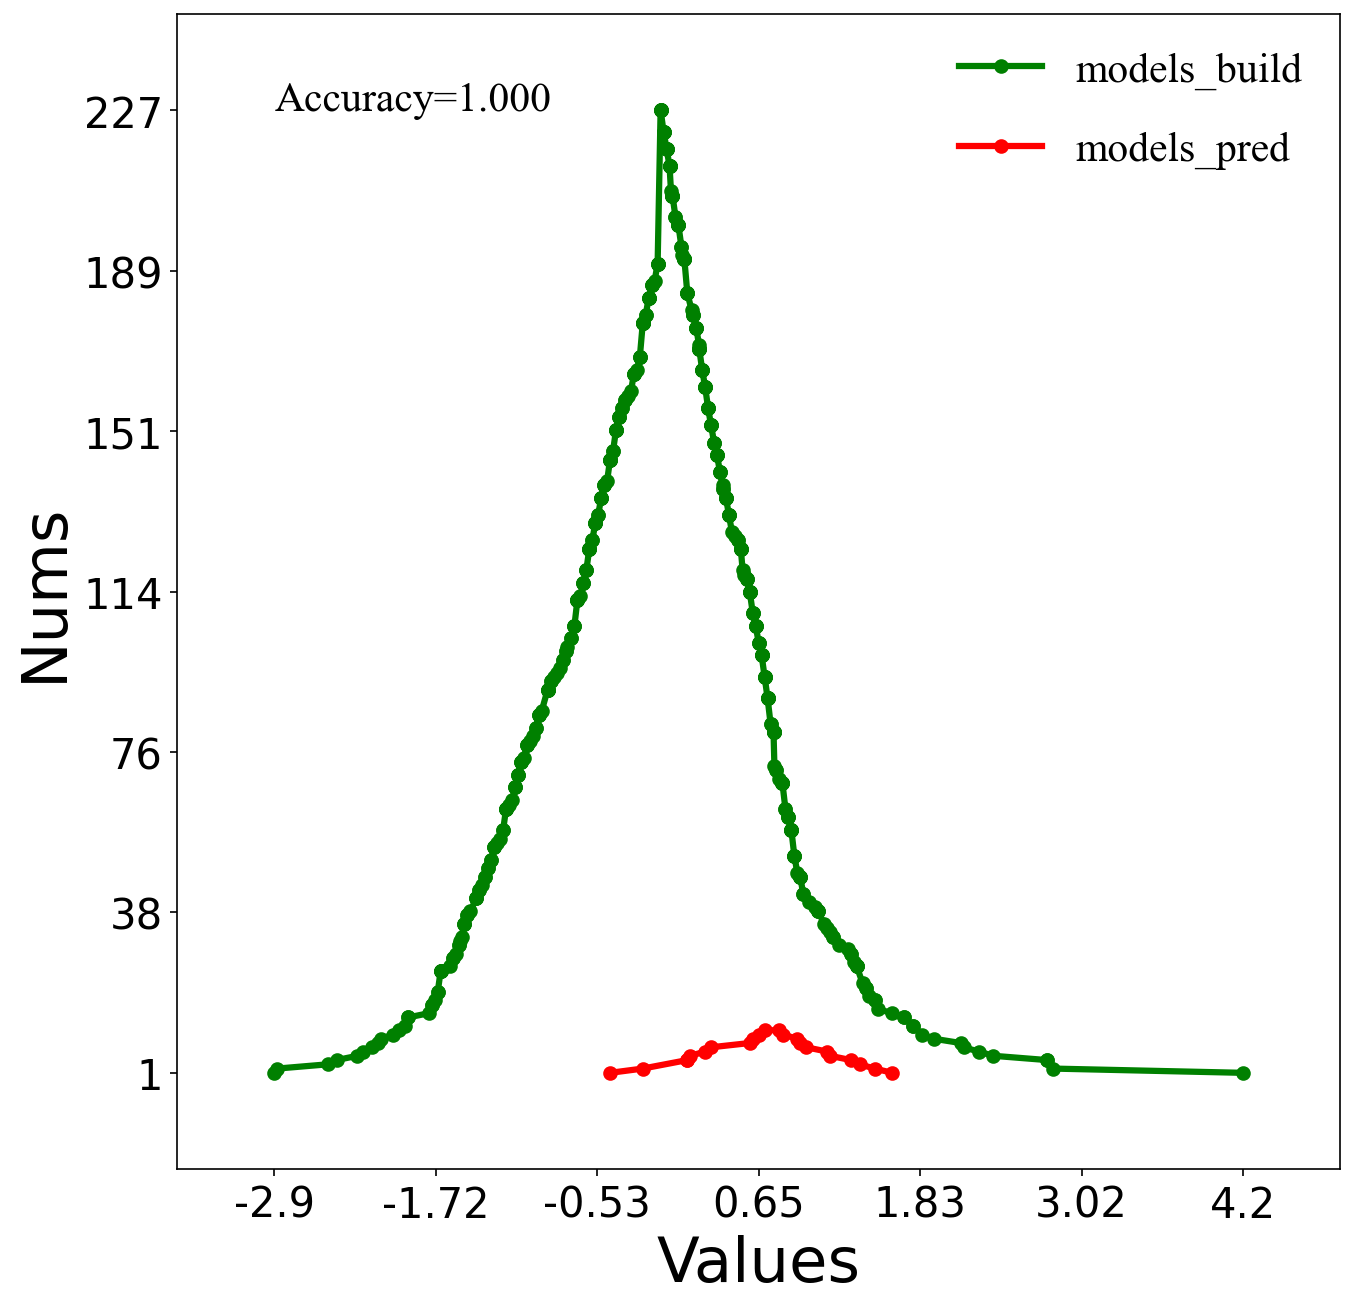 Accuracy=1.000
models_build
models_pred
227
189
151
114
76
38
1
Nums
-2.9 -1.72 -0.53 0.65 1.83 3.02 4.2
Values